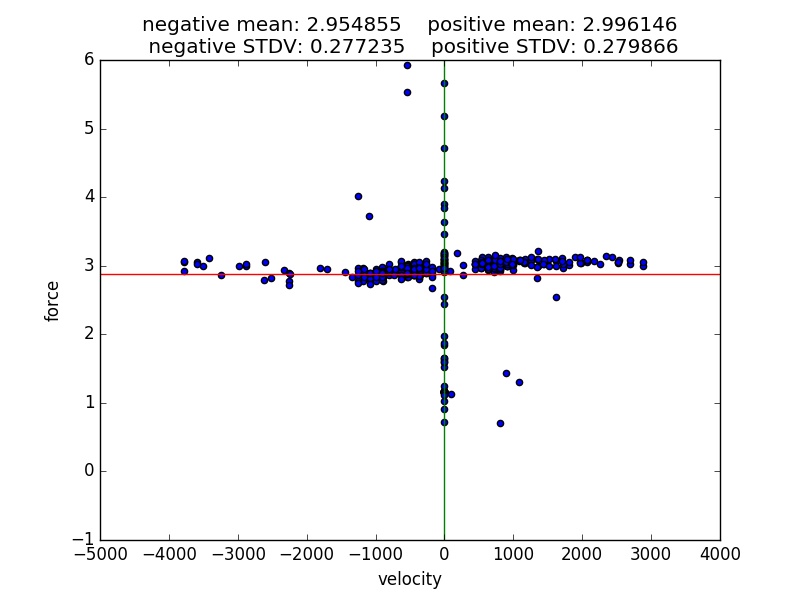 negative mean: 2.954855    positive mean: 2.996146
negative STDV: 0.277235    positive STDV: 0.279866
6
5
4
3
2
1
0
−1
force
−5000 −4000 −3000 −2000 −1000 0 1000 2000 3000 4000
velocity